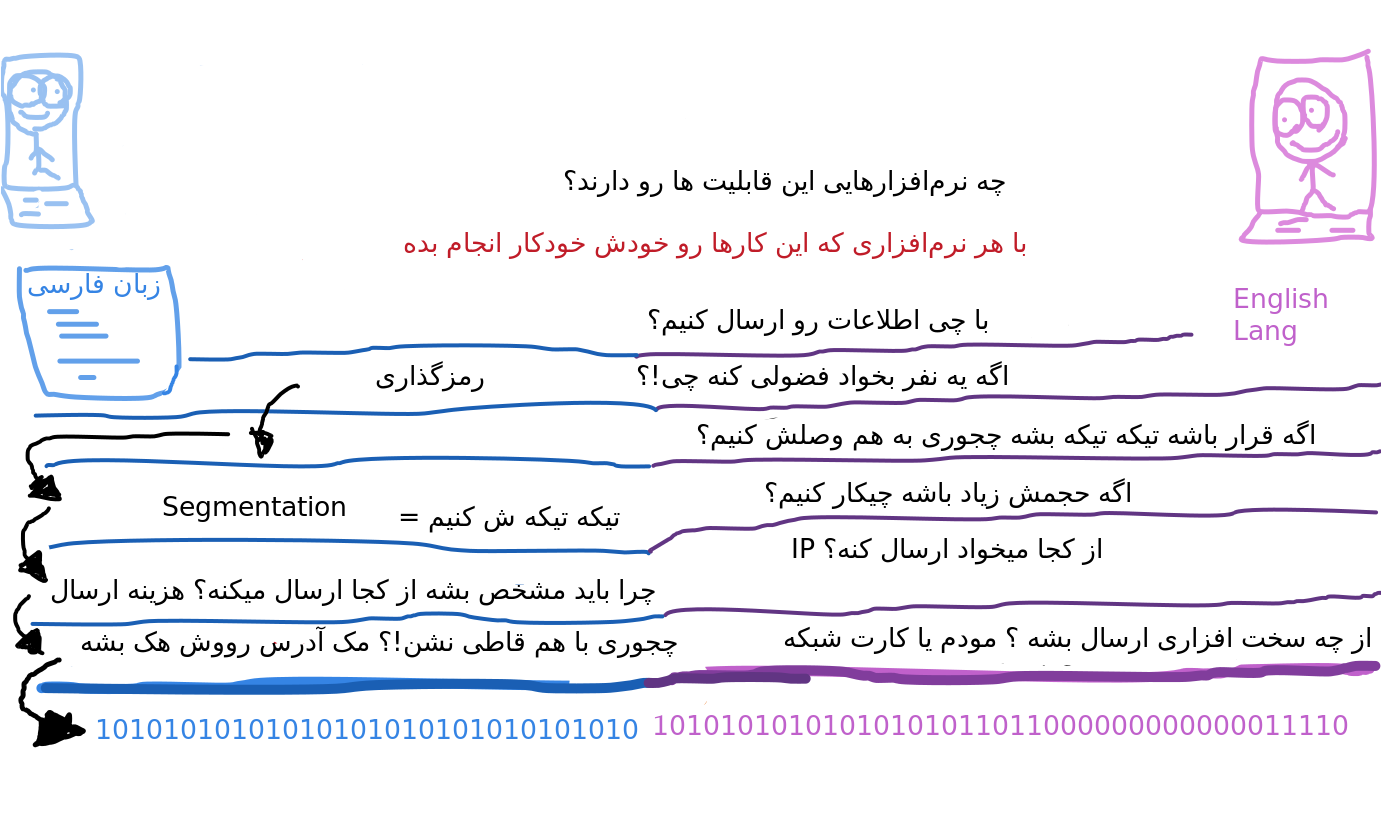 چه نرم‌افزارهایی این قابلیت ها رو دارند؟
با هر نرم‌افزاری که این کارها رو خودش خودکار انجام بده
زبان فارسی
English
Lang
با چی اطلاعات رو ارسال کنیم؟
اگه یه نفر بخواد فضولی کنه چی!؟
رمزگذاری
اگه قرار باشه تیکه تیکه بشه چجوری به هم وصلش کنیم؟
اگه حجمش زیاد باشه چیکار کنیم؟
تیکه تیکه ش کنیم =
Segmentation
از کجا میخواد ارسال کنه؟ IP
چرا باید مشخص بشه از کجا ارسال میکنه؟ هزینه ارسال
از چه سخت افزاری ارسال بشه ؟ مودم یا کارت شبکه
چجوری با هم قاطی نشن!؟ مک آدرس رووش هک بشه
10101010101010101010101010101010
10101010101010101011011000000000000011110